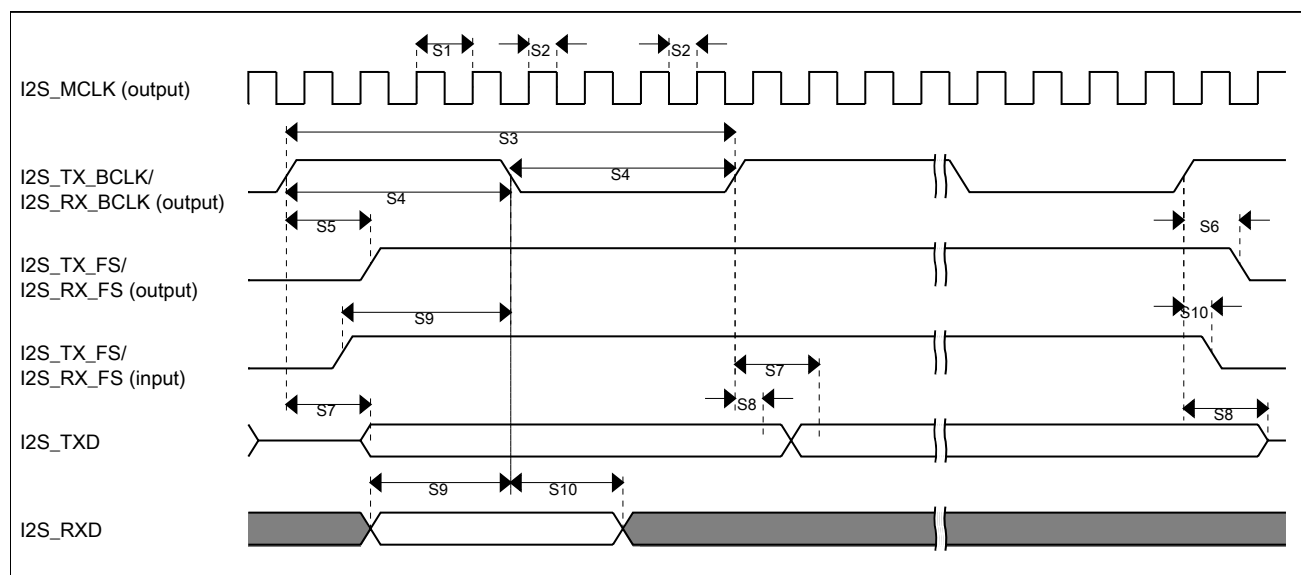 S1
S2
S2
I2S_MCLK (output)
S3
I2S_TX_BCLK/
I2S_RX_BCLK (output)
S4
S4
S5
S6
I2S_TX_FS/
I2S_RX_FS (output)
S9
S10
I2S_TX_FS/
I2S_RX_FS (input)
S7
S7
S8
S8
I2S_TXD
S9
S10
I2S_RXD